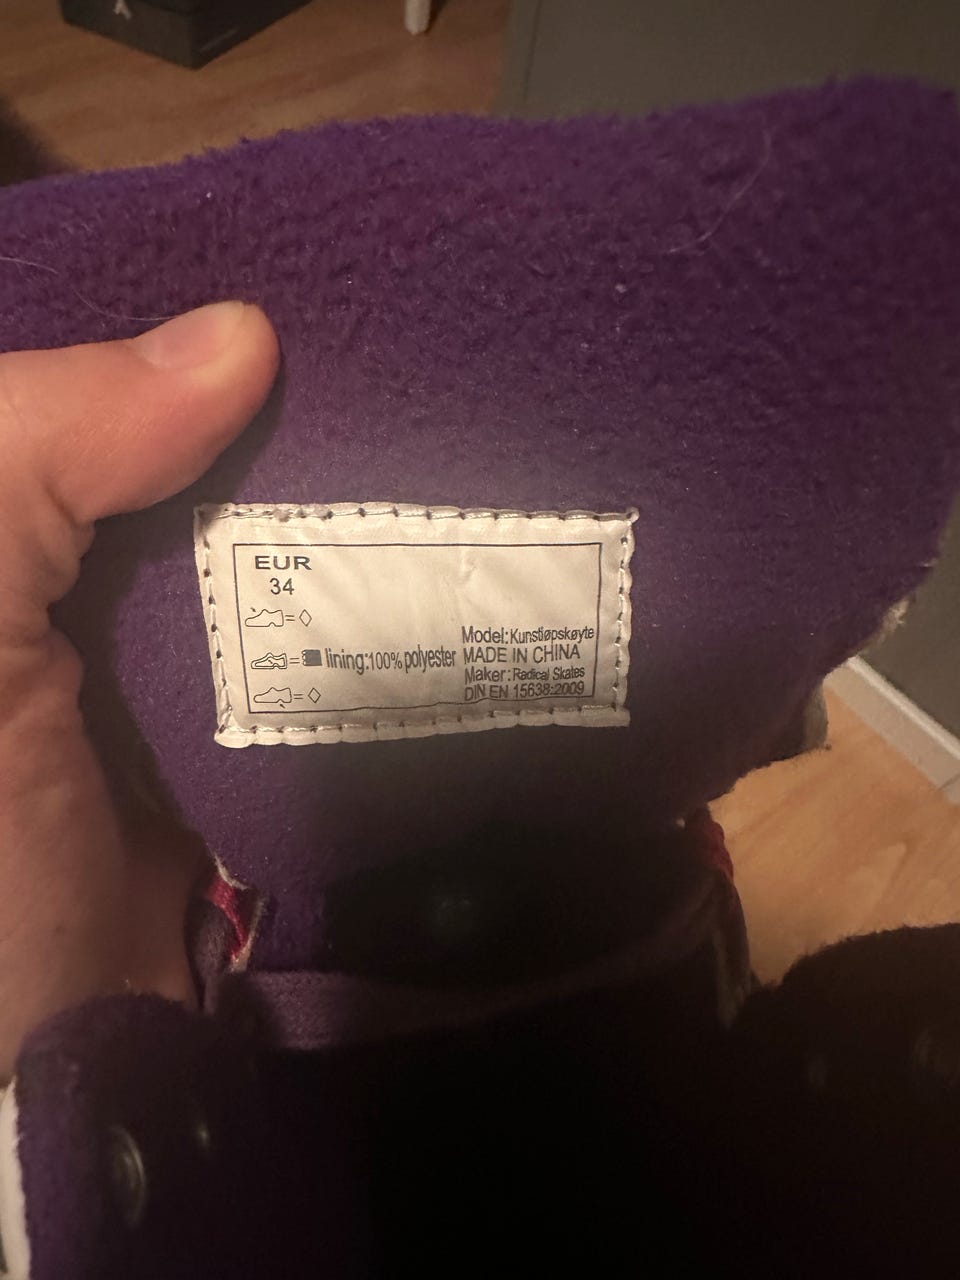 EUR
34
lining:100% polyester
Model:Kunstløpskøyte
MADE IN CHINA
Maker: Radical Skates
DIN EN 15638:2009